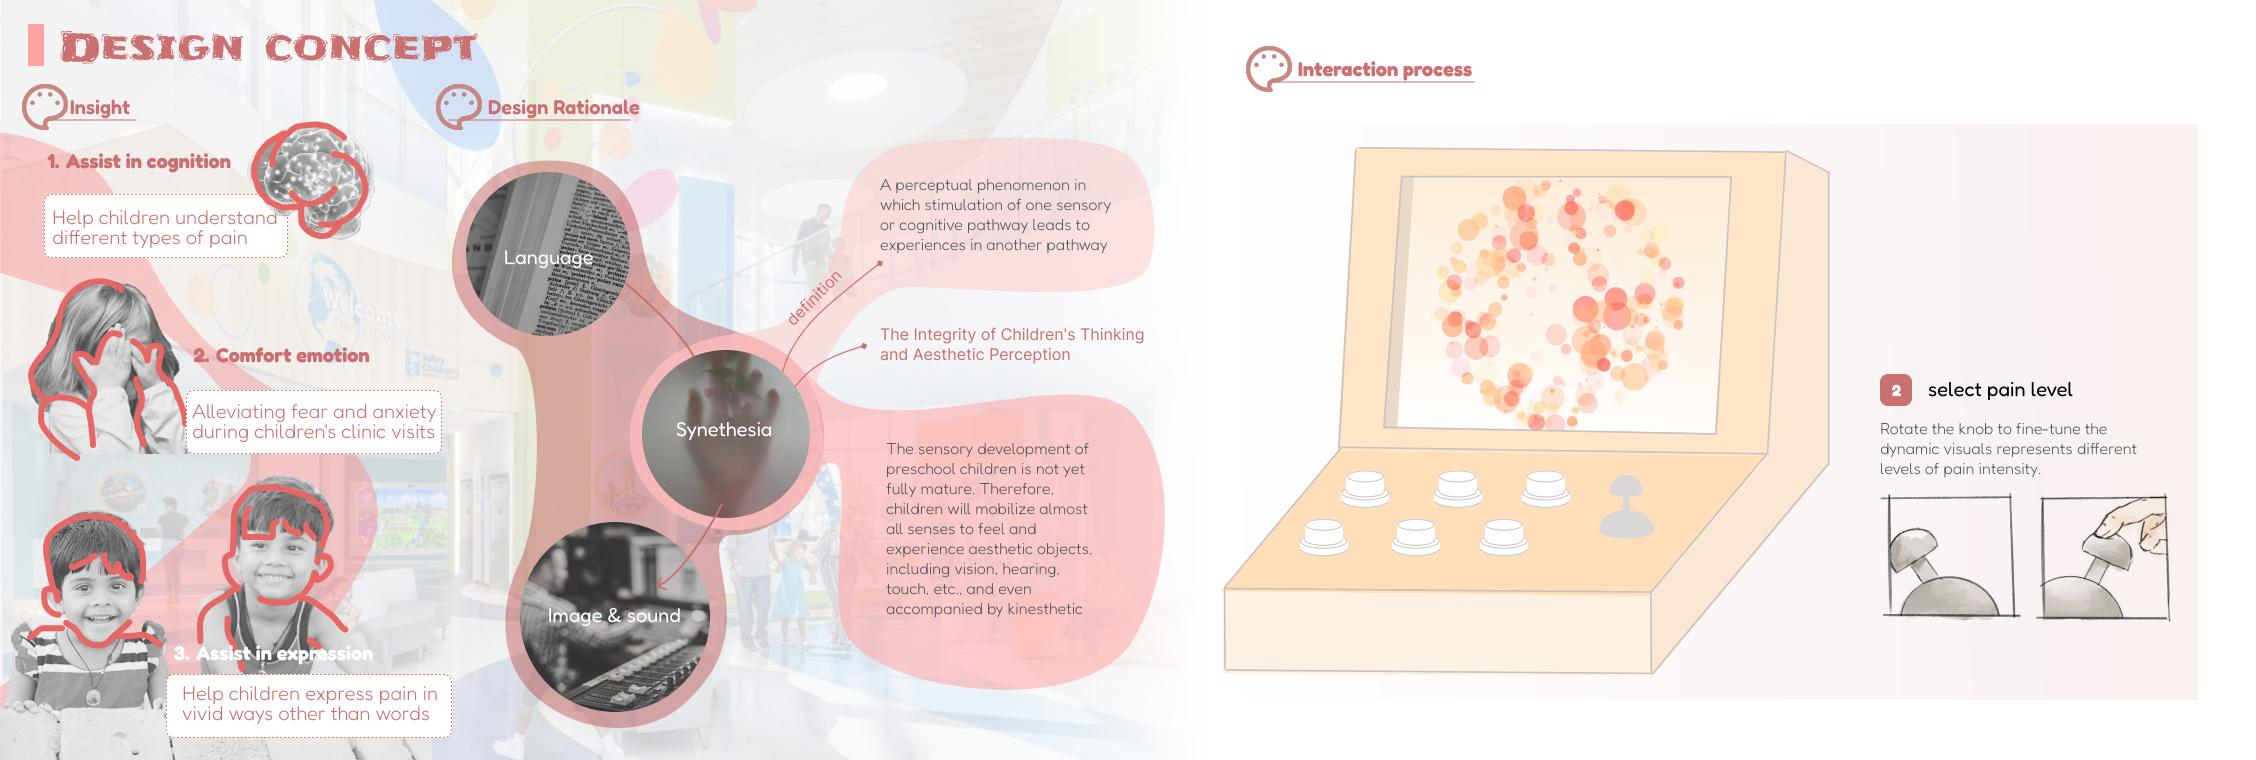 DESIGN CONCEPT
Insight
1. Assist in cognition
Help children understand
different types of pain
2. Comfort emotion
Alleviating fear and anxiety
during children's clinic visits
3. Assist in expression
Help children express pain in
vivid ways other than words
Welcome
Valley
Children's
Design Rationale
Language
Synethesia
Image & sound
definition
A perceptual phenomenon in
which stimulation of one sensory
or cognitive pathway leads to
experiences in another pathway
The Integrity of Children's Thinking
and Aesthetic Perception
The sensory development of
preschool children is not yet
fully mature. Therefore,
children will mobilize almost
all senses to feel and
experience aesthetic objects,
including vision, hearing,
touch, etc., and even
accompanied by kinesthetic
Interaction process
2 select pain level
Rotate the knob to fine-tune the
dynamic visuals represents different
levels of pain intensity.